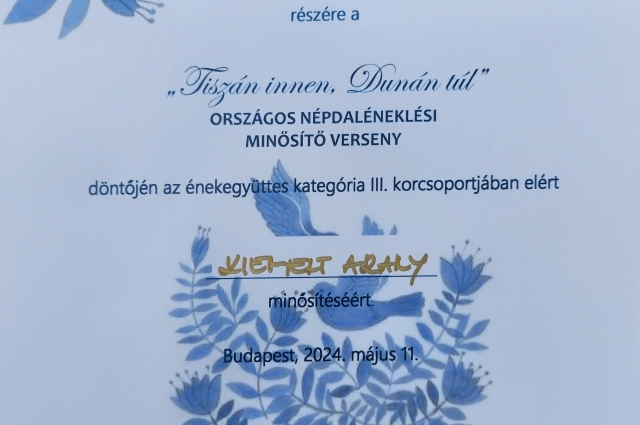 részére a
„Tiszán innen, Dunán túl”
ORSZÁGOS NÉPDALÉNEKLÉSI
MINŐSÍTŐ VERSENY
döntőjén az énekegyüttes kategória III. korcsoportjában elért
KIEMELT ARANY
minősítéséért.
Budapest, 2024. május 11.